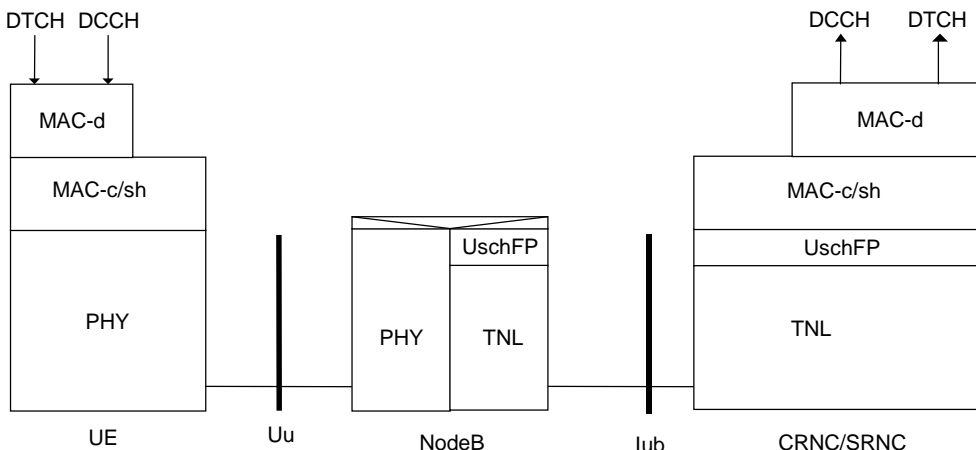 DTCH DCCH
DCCH DTCH
MAC-d
MAC-d
MAC-c/sh
MAC-c/sh
UschFP
UschFP
PHY
PHY
TNL
TNL
UE
Uu
NodeB
Iub
CRNC/SRNC